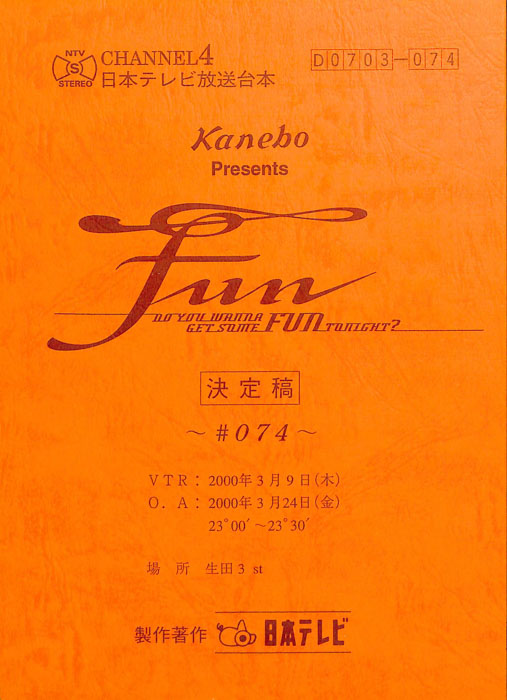 NTV
S
STEREO
CHANNEL4
日本テレビ放送台本
D0703-074
Kanebo
Presents
Fun
DO YOU WANNA
GET SOME FUN TONIGHT?
決定稿
～#074～
VTR：2000年3月9日(木)
O．A：2000年3月24日(金)
23°00′～23°30′
場 所 生田3 st
製作著作 日本テレビ